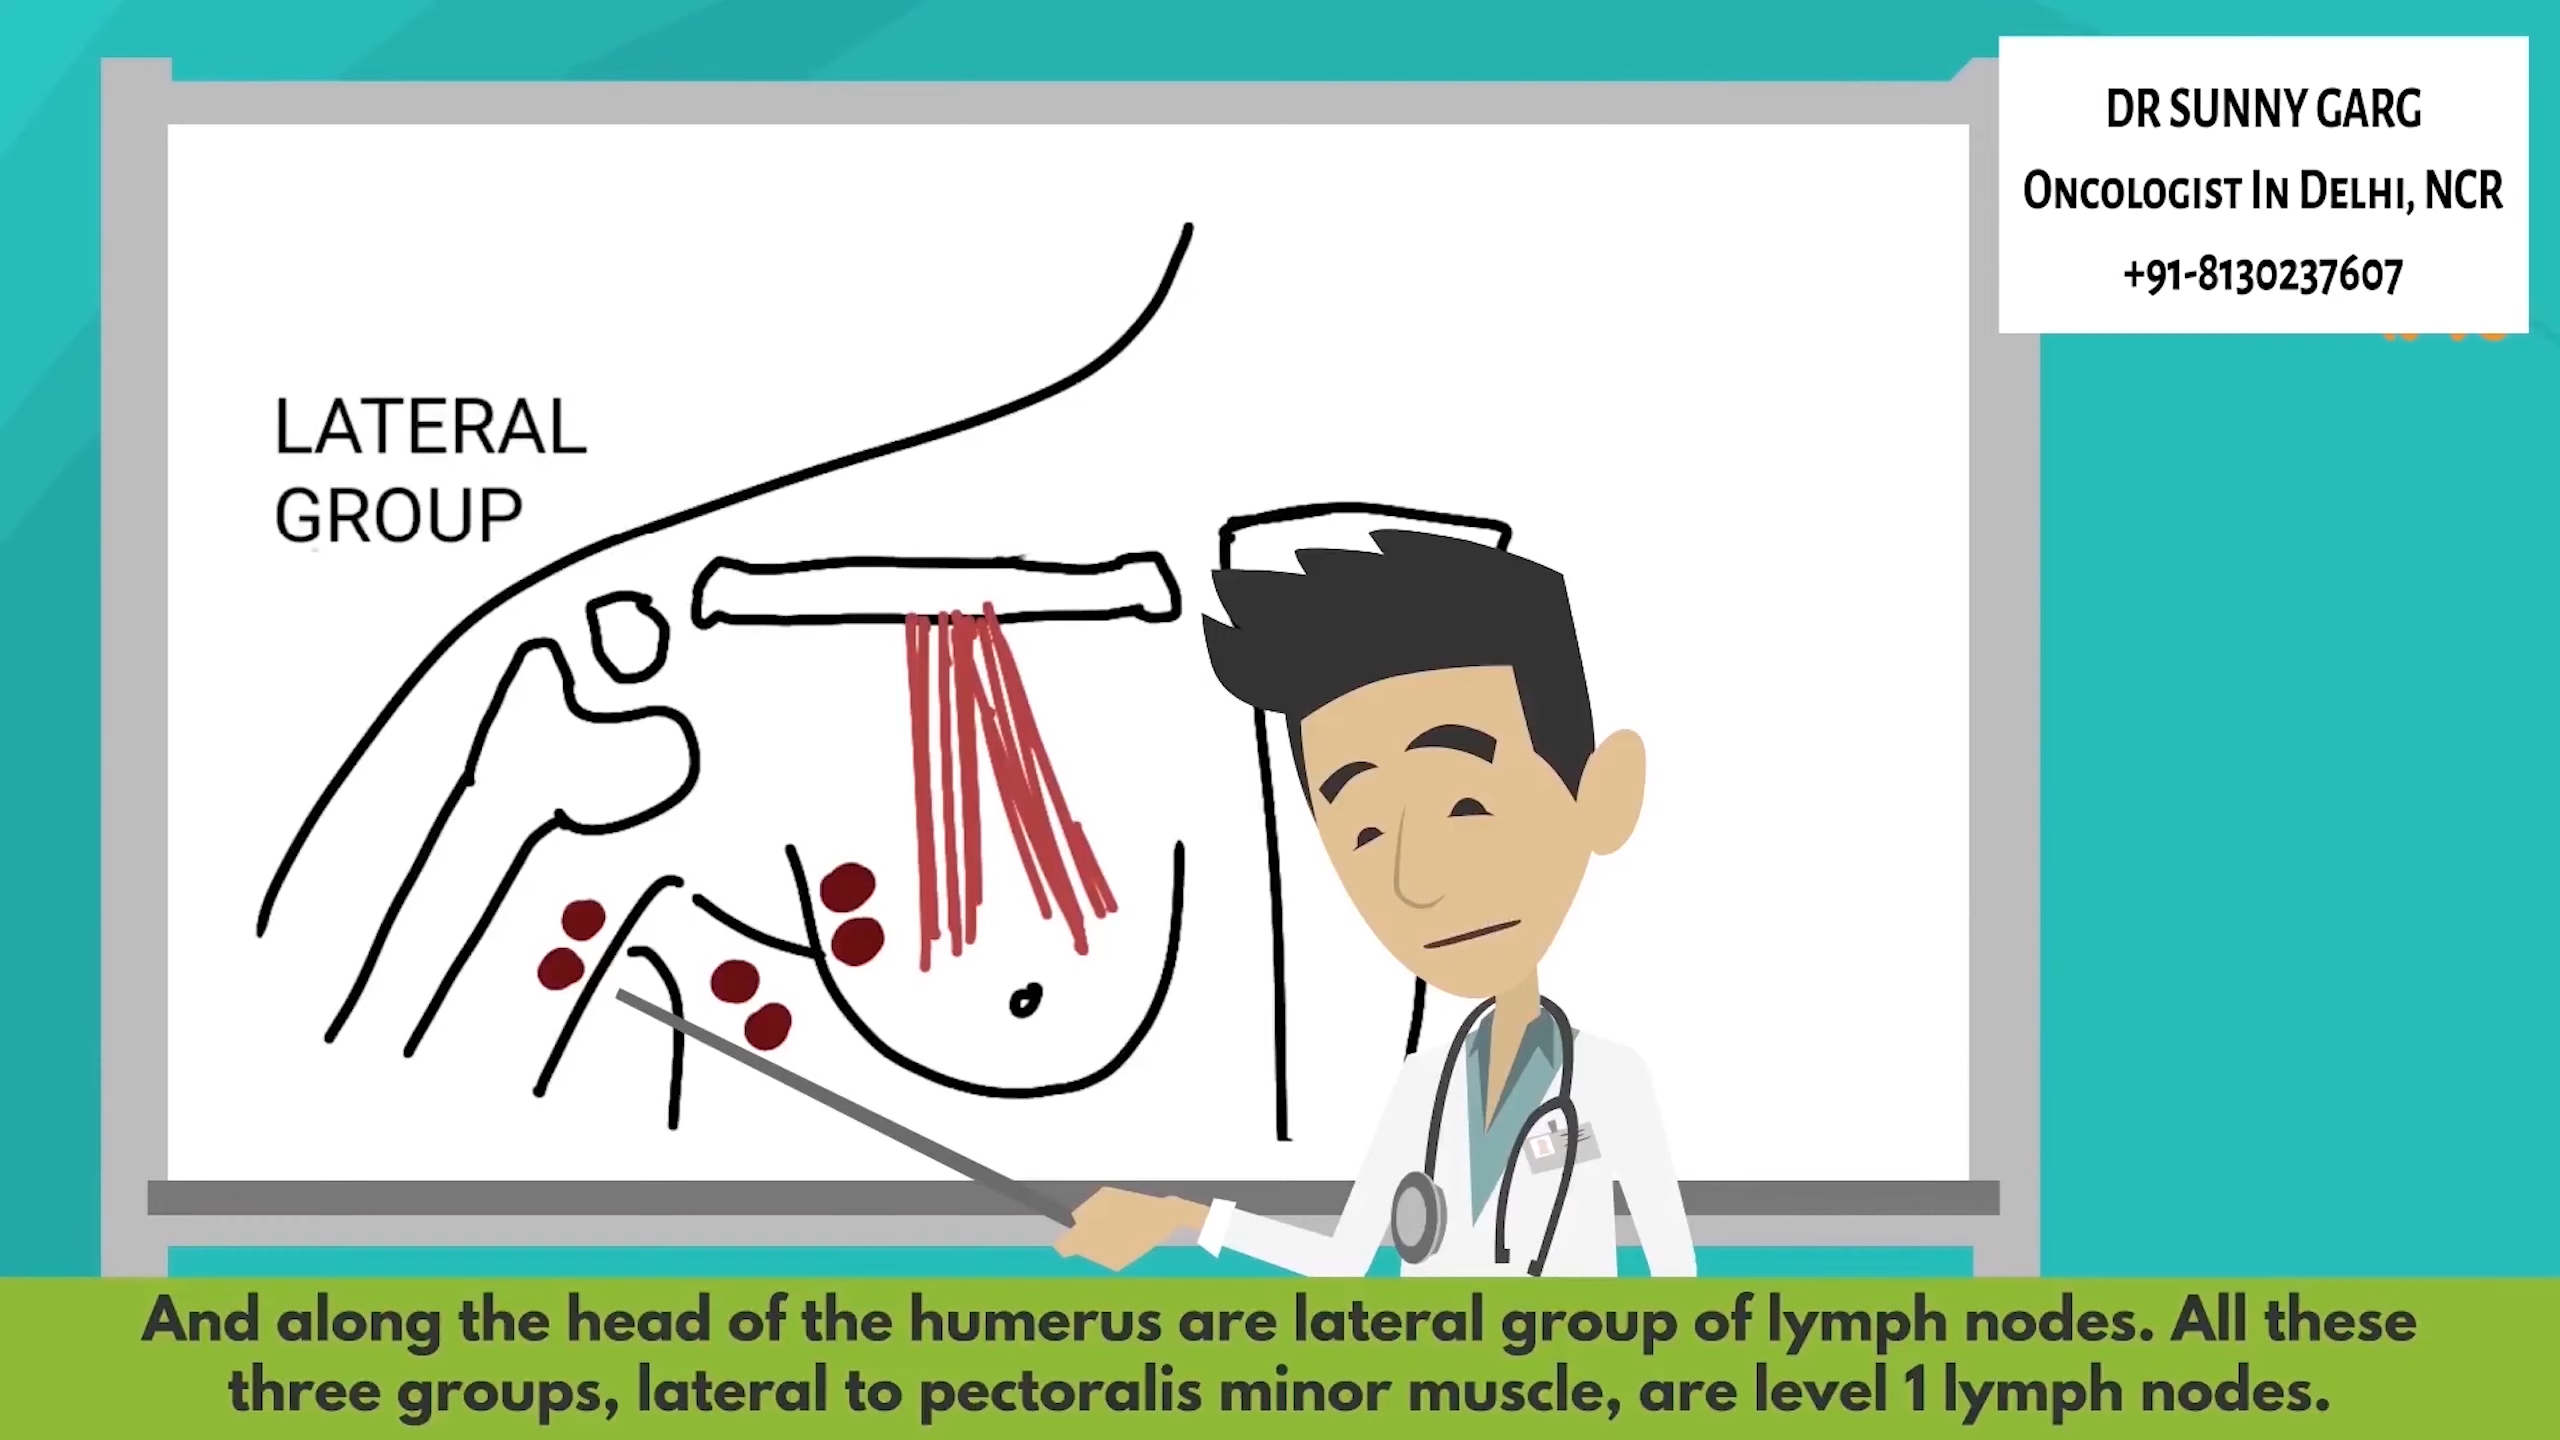 DR SUNNY GARG
ONCOLOGIST IN DELHI, NCR
+91-8130237607
LATERAL
GROUP
And along the head of the humerus are lateral group of lymph nodes. All these
three groups, lateral to pectoralis minor muscle, are level 1 lymph nodes.